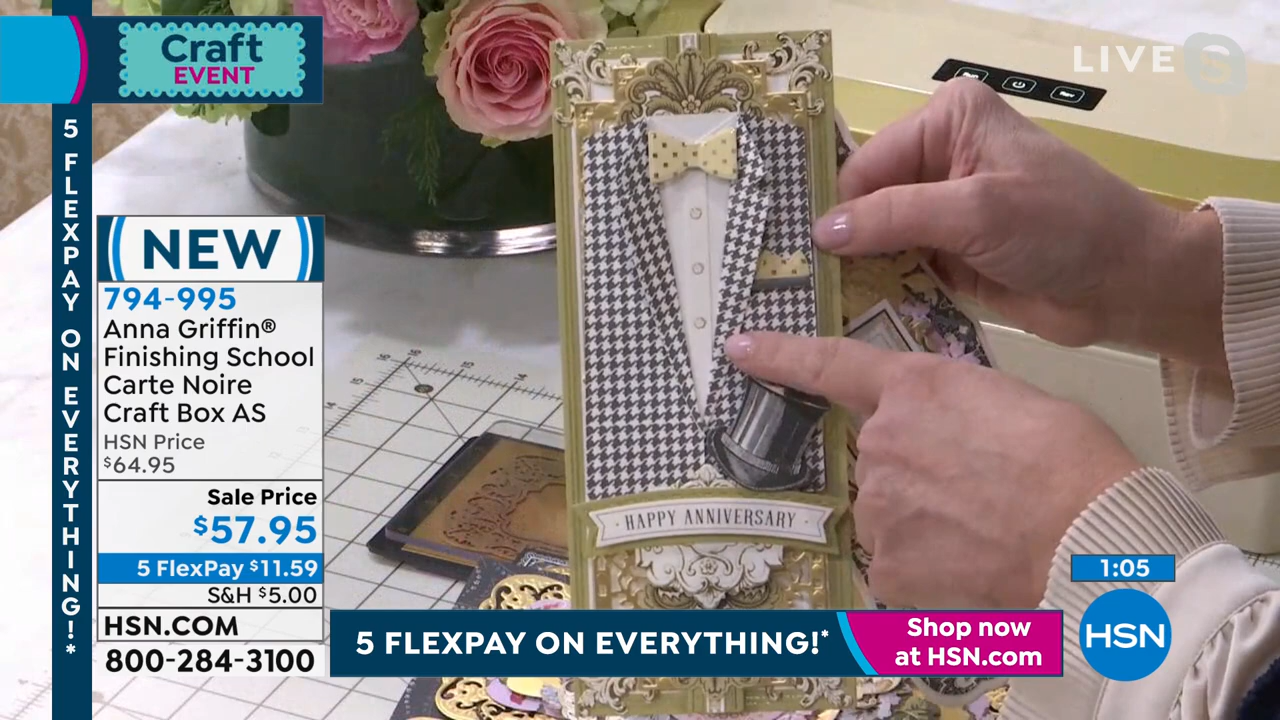 Craft
EVENT
5 FLEXPAY ON EVERYTHING!*
NEW
794-995
Anna Griffin®
Finishing School
Carte Noire
Craft Box AS
HSN Price
$64.95
Sale Price
$57.95
5 FlexPay $11.59
S&H $5.00
HSN.COM
800-284-3100
LIVE S
HAPPY ANNIVERSARY
5 FLEXPAY ON EVERYTHING!*
Shop now
at HSN.com
1:05
HSN